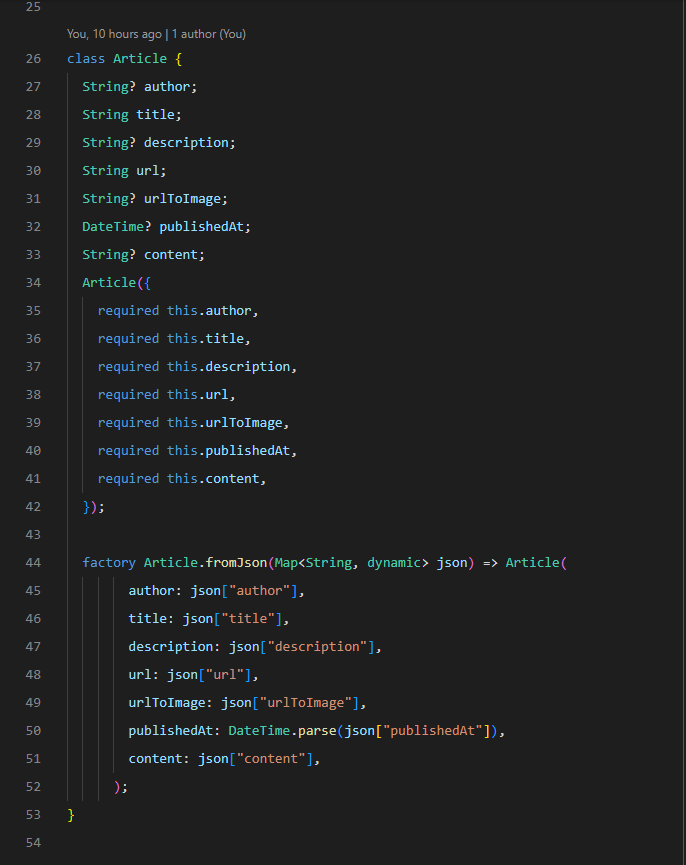 25
You, 10 hours ago | 1 author (You)
26 class Article {
27   String? author;
28   String title;
29   String? description;
30   String url;
31   String? urlToImage;
32   DateTime? publishedAt;
33   String? content;
34   Article({
35     required this.author,
36     required this.title,
37     required this.description,
38     required this.url,
39     required this.urlToImage,
40     required this.publishedAt,
41     required this.content,
42   });
43
44   factory Article.fromJson(Map<String, dynamic> json) => Article(
45         author: json["author"],
46         title: json["title"],
47         description: json["description"],
48         url: json["url"],
49         urlToImage: json["urlToImage"],
50         publishedAt: DateTime.parse(json["publishedAt"]),
51         content: json["content"],
52       );
53 }
54